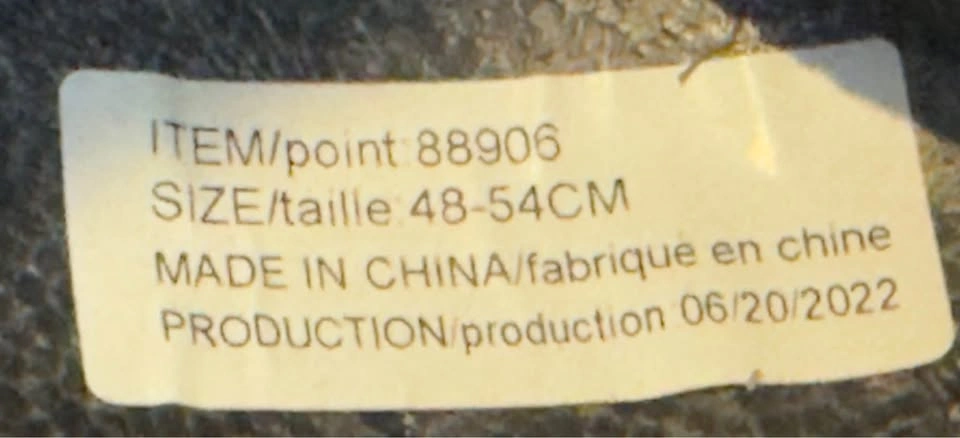 ITEM/point 88906
SIZE/taille 48-54CM
MADE IN CHINA/fabrique en chine
PRODUCTION/production 06/20/2022